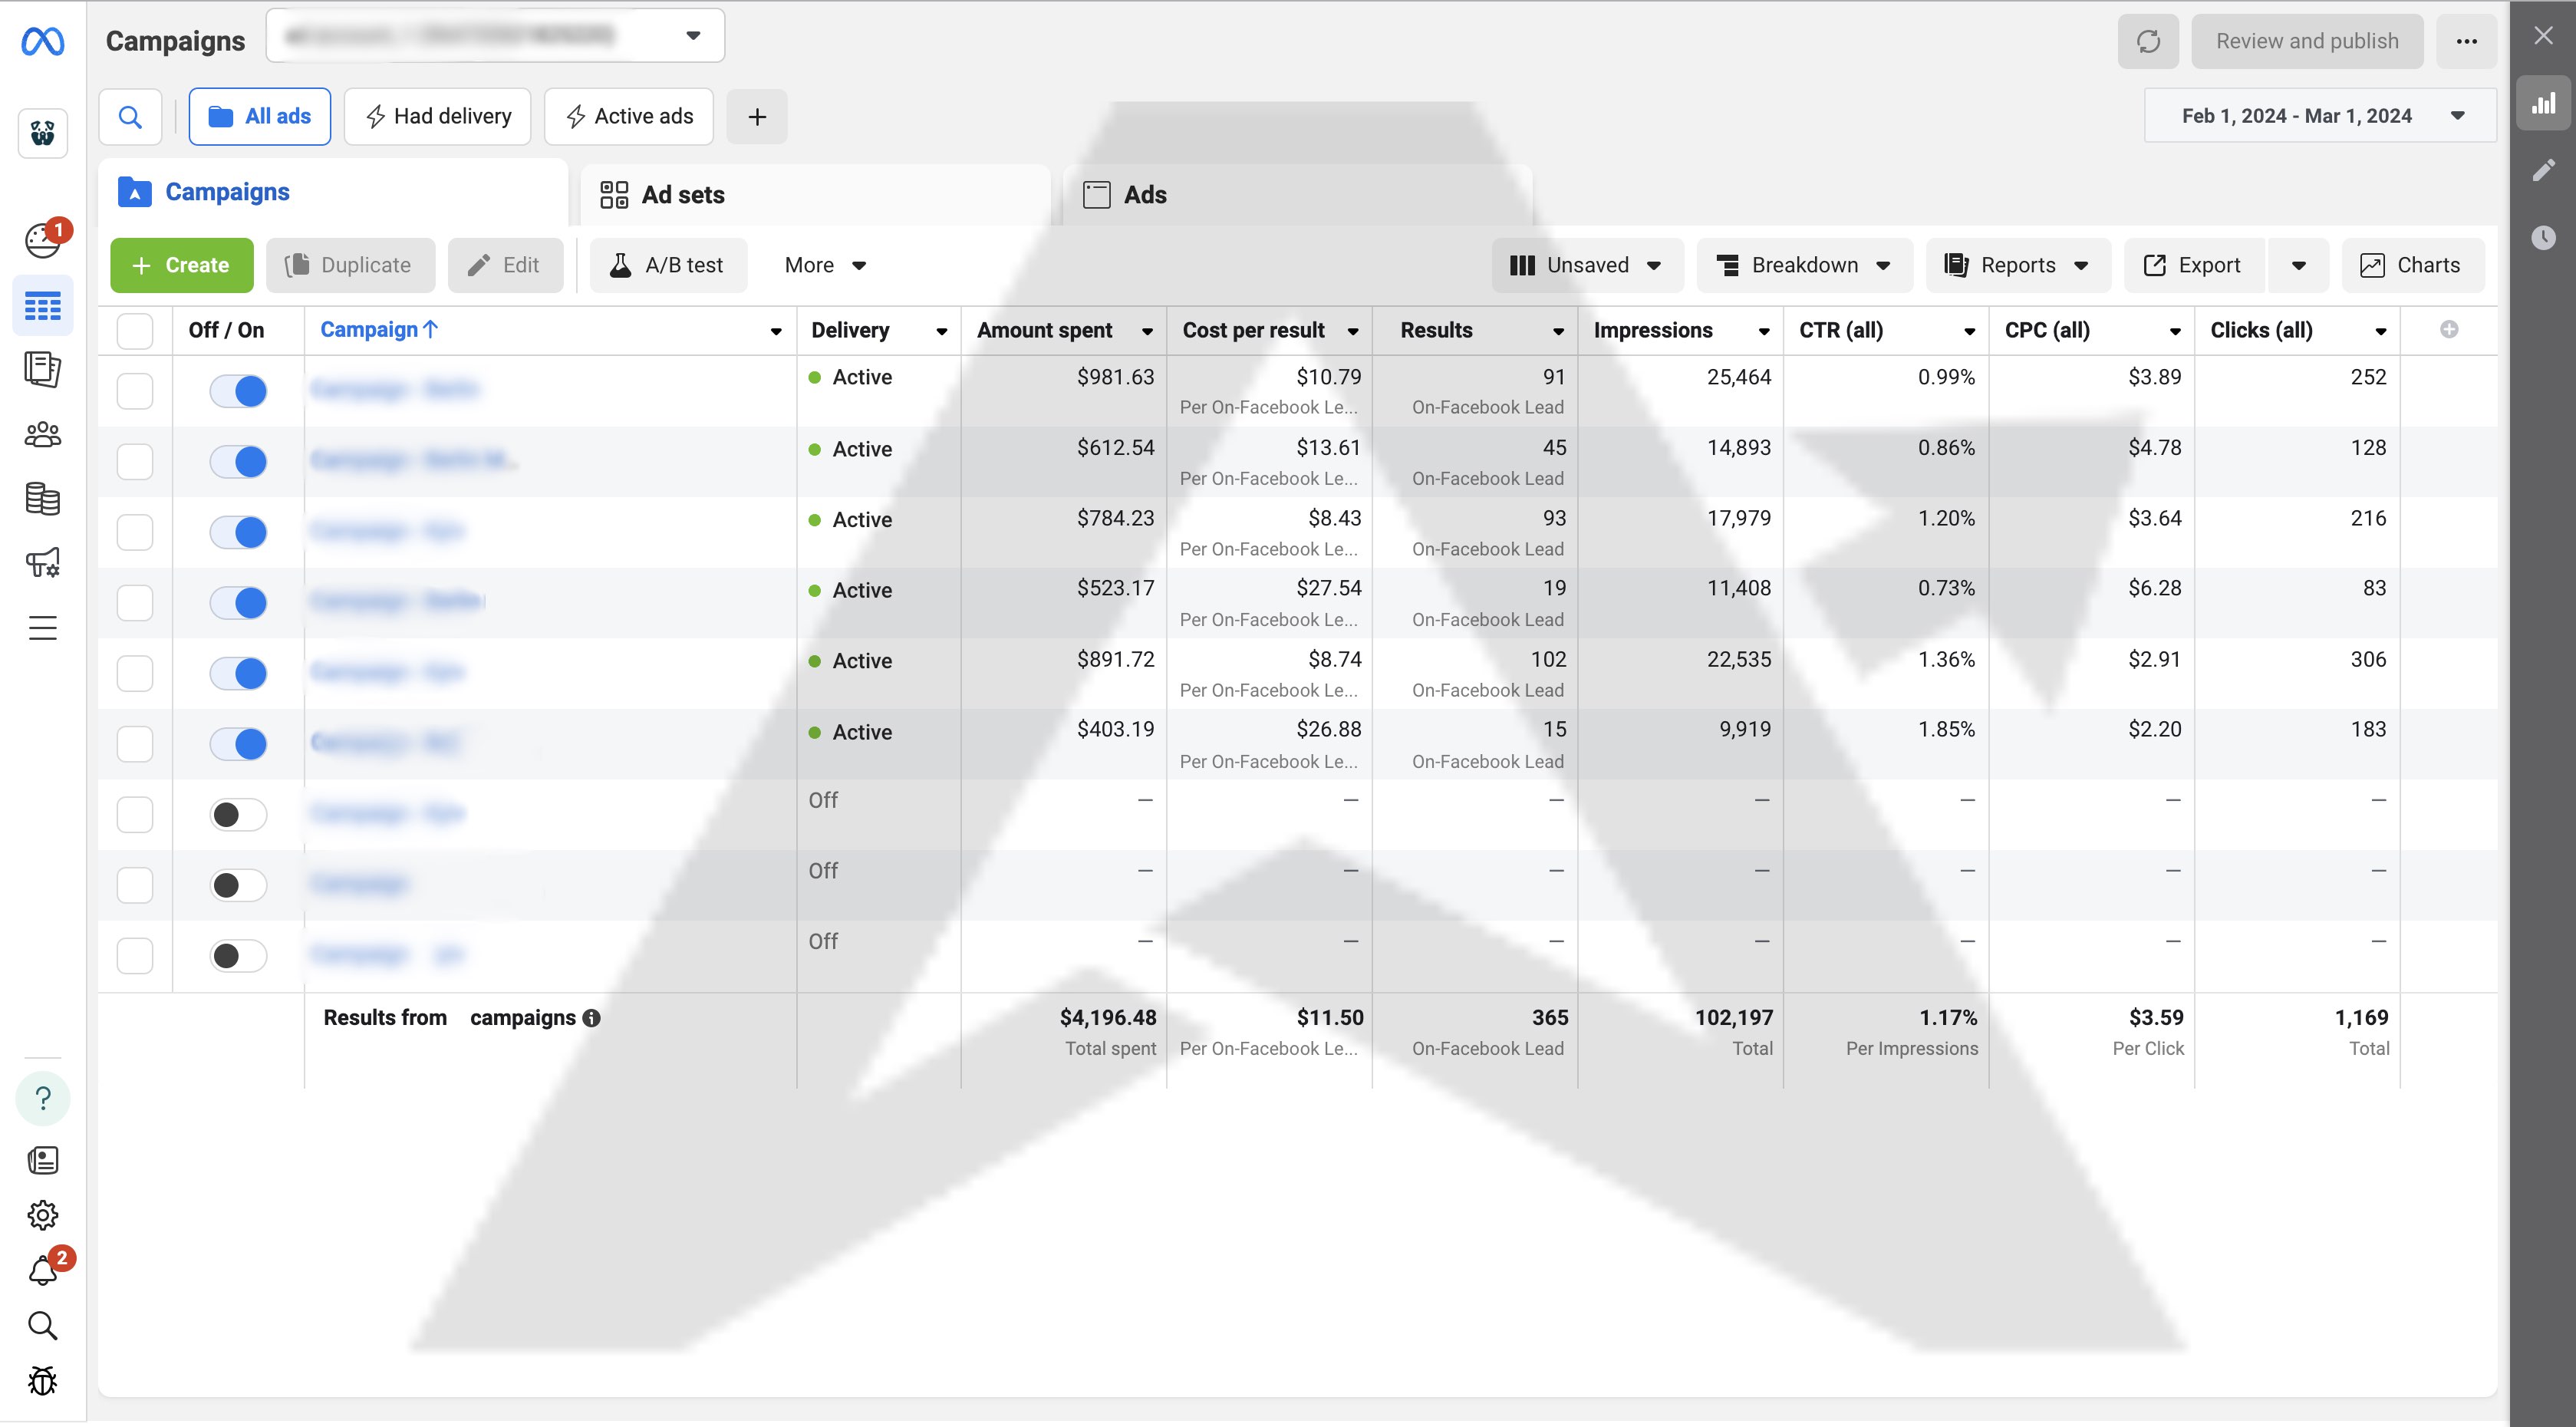 Campaigns
Review and publish
All ads Had delivery Active ads
Feb 1, 2024 - Mar 1, 2024
Campaigns Ad sets Ads
1
Create Duplicate Edit A/B test More Unsaved Breakdown Reports Export Charts
Off / On Campaign Delivery Amount spent Cost per result Results Impressions CTR (all) CPC (all) Clicks (all)
Active $981.63 $10.79 91 25,464 0.99% $3.89 252
Per On-Facebook Le... On-Facebook Lead
Active $612.54 $13.61 45 14,893 0.86% $4.78 128
Per On-Facebook Le... On-Facebook Lead
Active $784.23 $8.43 93 17,979 1.20% $3.64 216
Per On-Facebook Le... On-Facebook Lead
Active $523.17 $27.54 19 11,408 0.73% $6.28 83
Per On-Facebook Le... On-Facebook Lead
Active $891.72 $8.74 102 22,535 1.36% $2.91 306
Per On-Facebook Le... On-Facebook Lead
Active $403.19 $26.88 15 9,919 1.85% $2.20 183
Per On-Facebook Le... On-Facebook Lead
Off — — — — — — —
Off — — — — — — —
Off — — — — — — —
Results from campaigns $4,196.48 $11.50 365 102,197 1.17% $3.59 1,169
Total spent Per On-Facebook Le... On-Facebook Lead Total Per Impressions Per Click Total
?
2